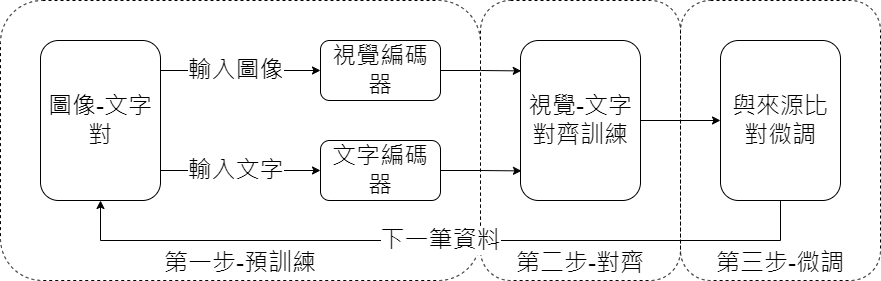 圖像-文字
對
輸入圖像
視覺編碼
器
輸入文字
文字編碼
器
視覺-文字
對齊訓練
與來源比
對微調
下一筆資料
第一步-預訓練
第二步-對齊
第三步-微調